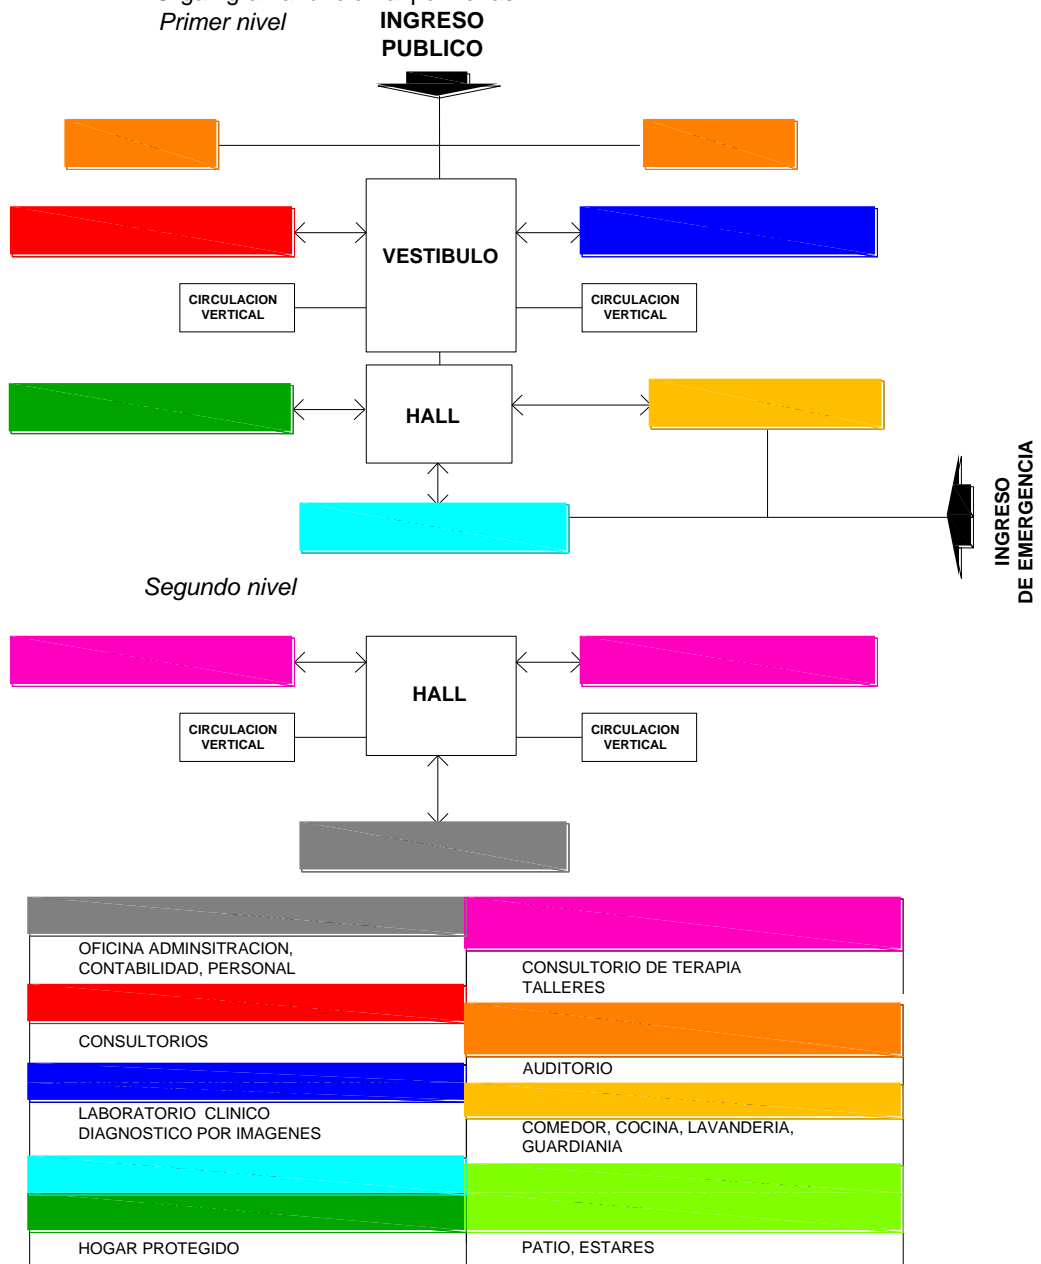 Primer nivel
INGRESO
PUBLICO
VESTIBULO
CIRCULACION
VERTICAL
CIRCULACION
VERTICAL
HALL
INGRESO
DE EMERGENCIA
Segundo nivel
HALL
CIRCULACION
VERTICAL
CIRCULACION
VERTICAL
OFICINA ADMINSITRACION,
CONTABILIDAD, PERSONAL
CONSULTORIO DE TERAPIA
TALLERES
CONSULTORIOS
AUDITORIO
LABORATORIO CLINICO
DIAGNOSTICO POR IMAGENES
COMEDOR, COCINA, LAVANDERIA,
GUARDIANIA
HOGAR PROTEGIDO
PATIO, ESTARES